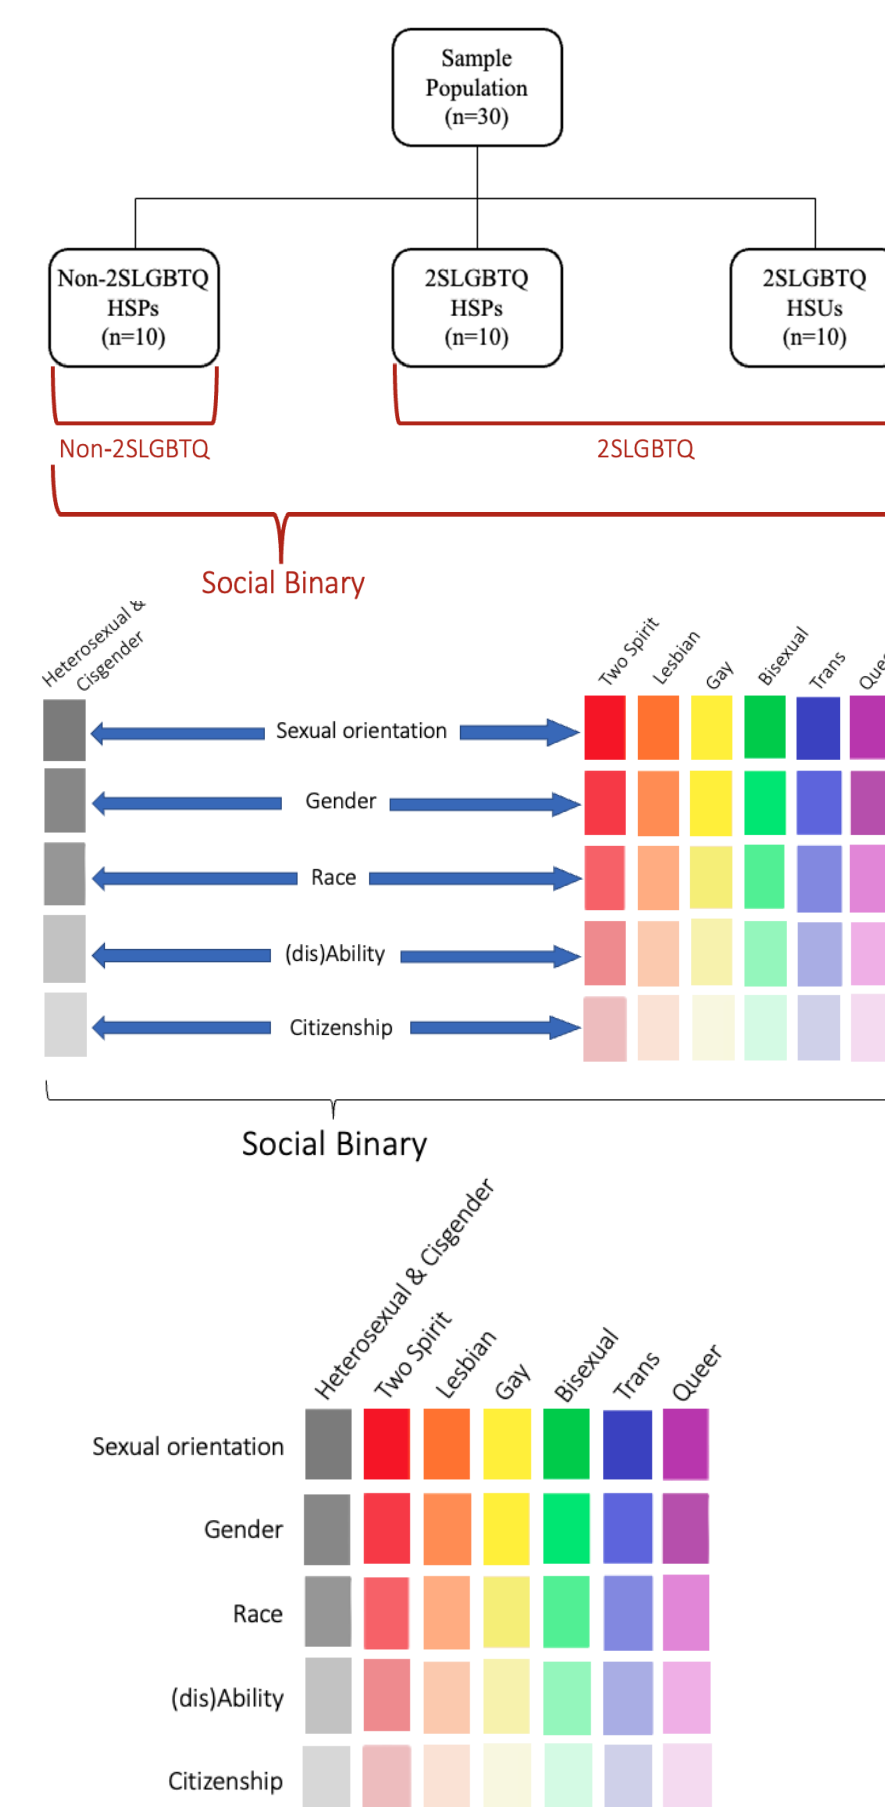 Sample
Population
(n=30)
Non-2SLGBTQ
HSPs
(n=10)
2SLGBTQ
HSPs
(n=10)
2SLGBTQ
HSUs
(n=10)
Non-2SLGBTQ
2SLGBTQ
Social Binary
Heterosexual &
Cisgender
Two Spirit
Lesbian
Gay
Bisexual
Trans
Sexual orientation
Gender
Race
(dis)Ability
Citizenship
Social Binary
Heterosexual & Cisgender
Two Spirit
Lesbian
Gay
Bisexual
Trans
Queer
Sexual orientation
Gender
Race
(dis)Ability
Citizenship